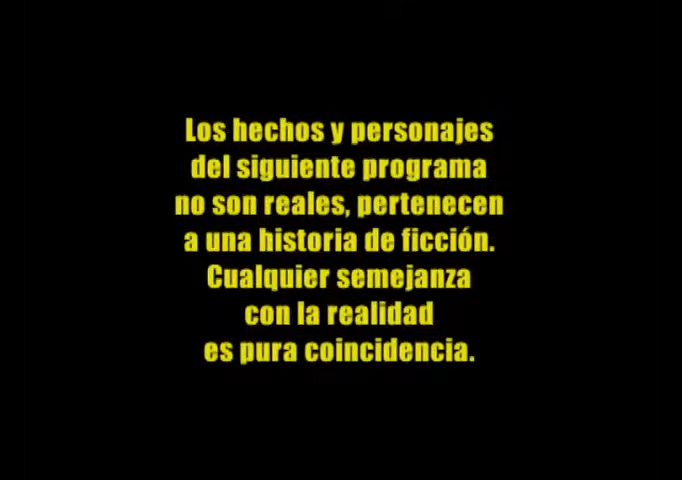 Los hechos y personajes
del siguiente programa
no son reales, pertenecen
a una historia de ficción.
Cualquier semejanza
con la realidad
es pura coincidencia.